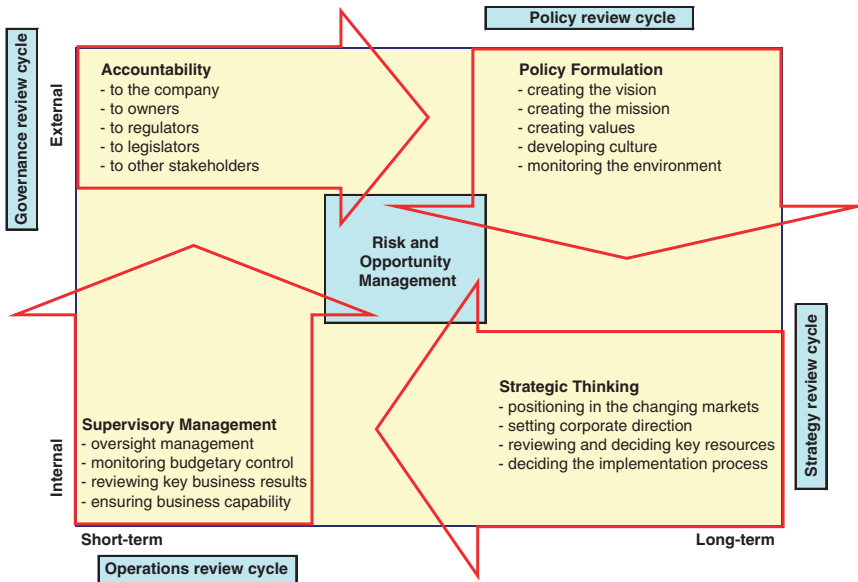 Policy review cycle
Governance review cycle
External
Accountability
- to the company
- to owners
- to regulators
- to legislators
- to other stakeholders
Policy Formulation
- creating the vision
- creating the mission
- creating values
- developing culture
- monitoring the environment
Risk and
Opportunity
Management
Internal
Supervisory Management
- oversight management
- monitoring budgetary control
- reviewing key business results
- ensuring business capability
Strategic Thinking
- positioning in the changing markets
- setting corporate direction
- reviewing and deciding key resources
- deciding the implementation process
Strategy review cycle
Short-term
Long-term
Operations review cycle